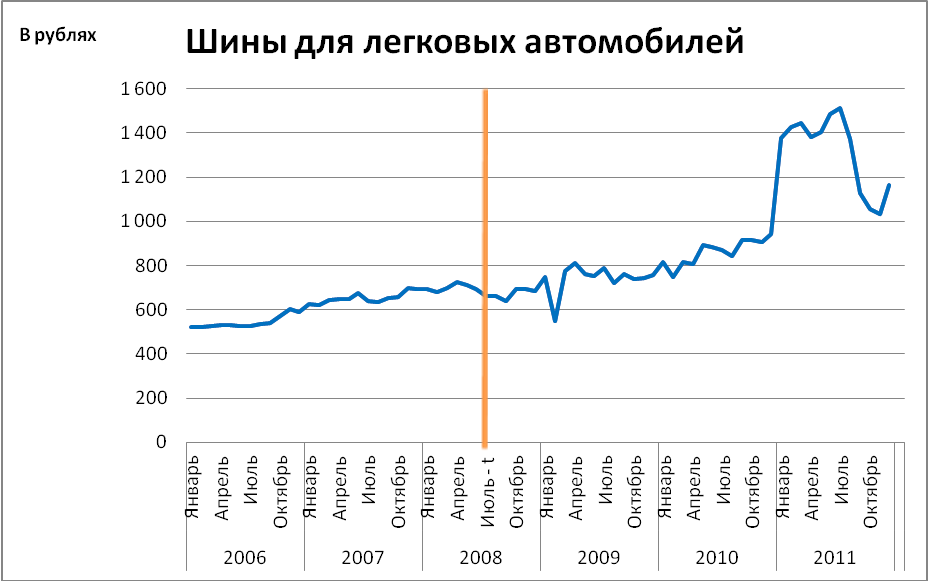 В рублях
Шины для легковых автомобилей
1 600
1 400
1 200
1 000
800
600
400
200
0
Январь
Апрель
Июль
Октябрь
Январь
Апрель
Июль
Октябрь
Январь
Апрель
Июль - t
Октябрь
Январь
Апрель
Июль
Октябрь
Январь
Апрель
Июль
Октябрь
Январь
Апрель
Июль
Октябрь
2006
2007
2008
2009
2010
2011